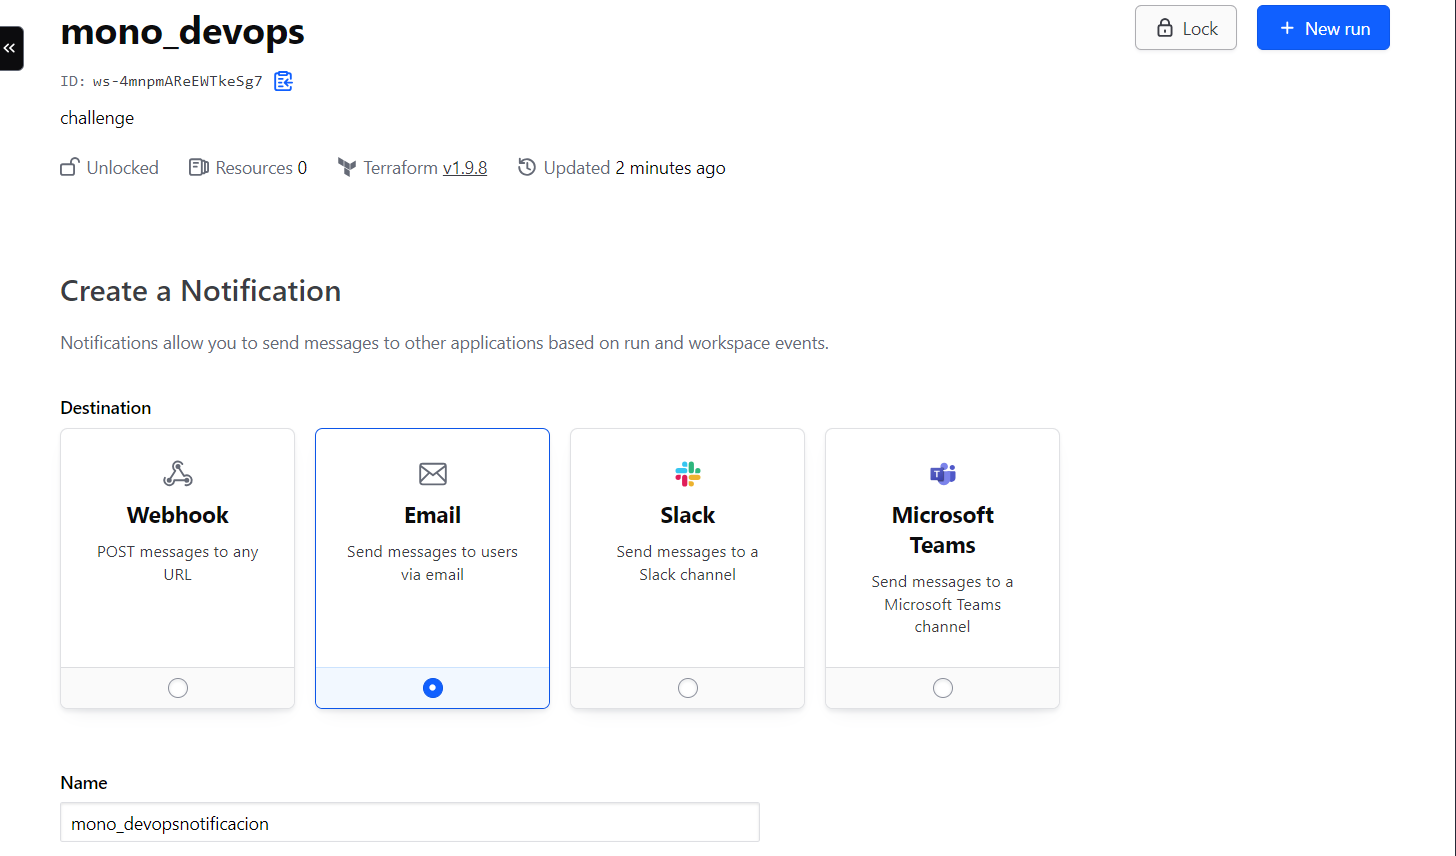 mono_devops
Lock
+ New run
ID: ws-4mnpmAReEWTkeSg7
challenge
Unlocked Resources 0 Terraform v1.9.8 Updated 2 minutes ago
Create a Notification
Notifications allow you to send messages to other applications based on run and workspace events.
Destination
Webhook
POST messages to any
URL
Email
Send messages to users
via email
Slack
Send messages to a
Slack channel
Microsoft
Teams
Send messages to a
Microsoft Teams
channel
Name
mono_devopsnotificacion